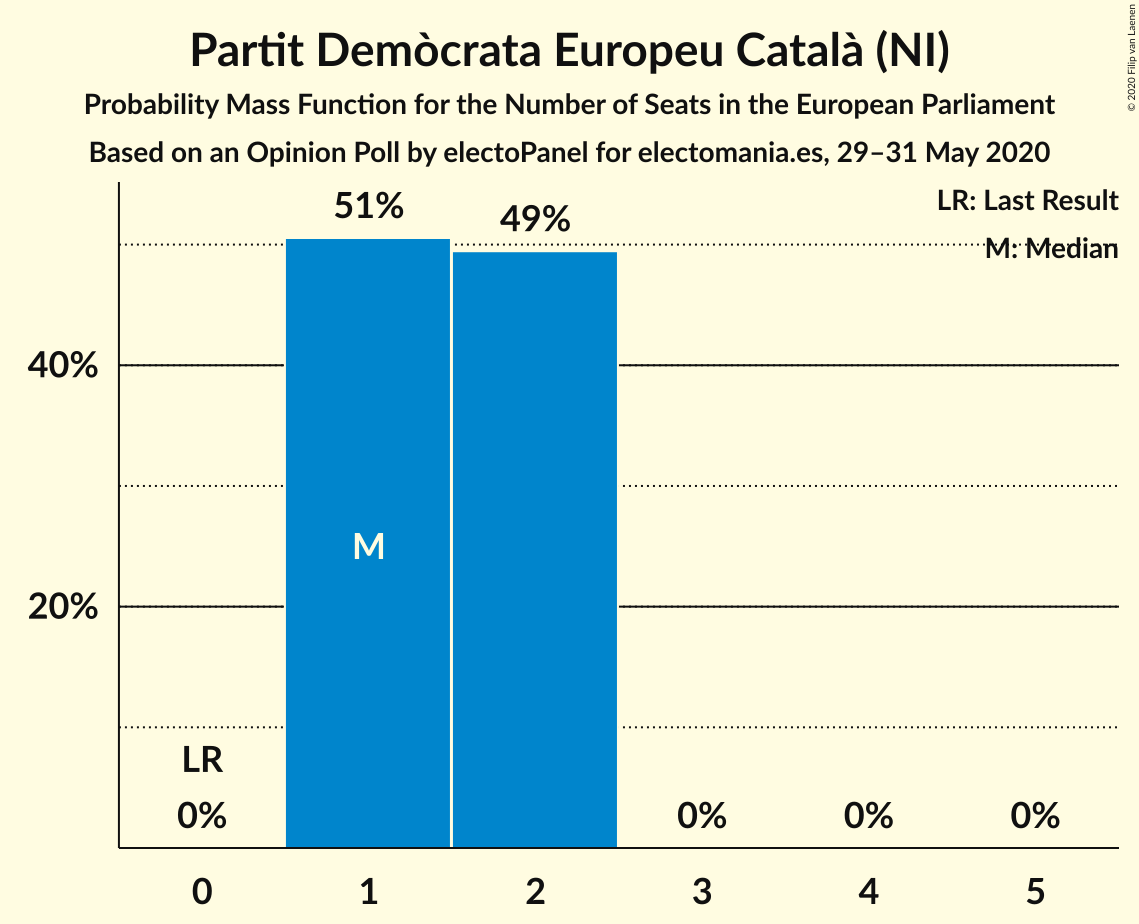 Partit Demòcrata Europeu Català (NI)
Probability Mass Function for the Number of Seats in the European Parliament
Based on an Opinion Poll by electoPanel for electomania.es, 29–31 May 2020
© 2020 Filip van Laenen
LR: Last Result
M: Median
51%
49%
40%
M
20%
LR
0%
0%
0%
0%
0
1
2
3
4
5